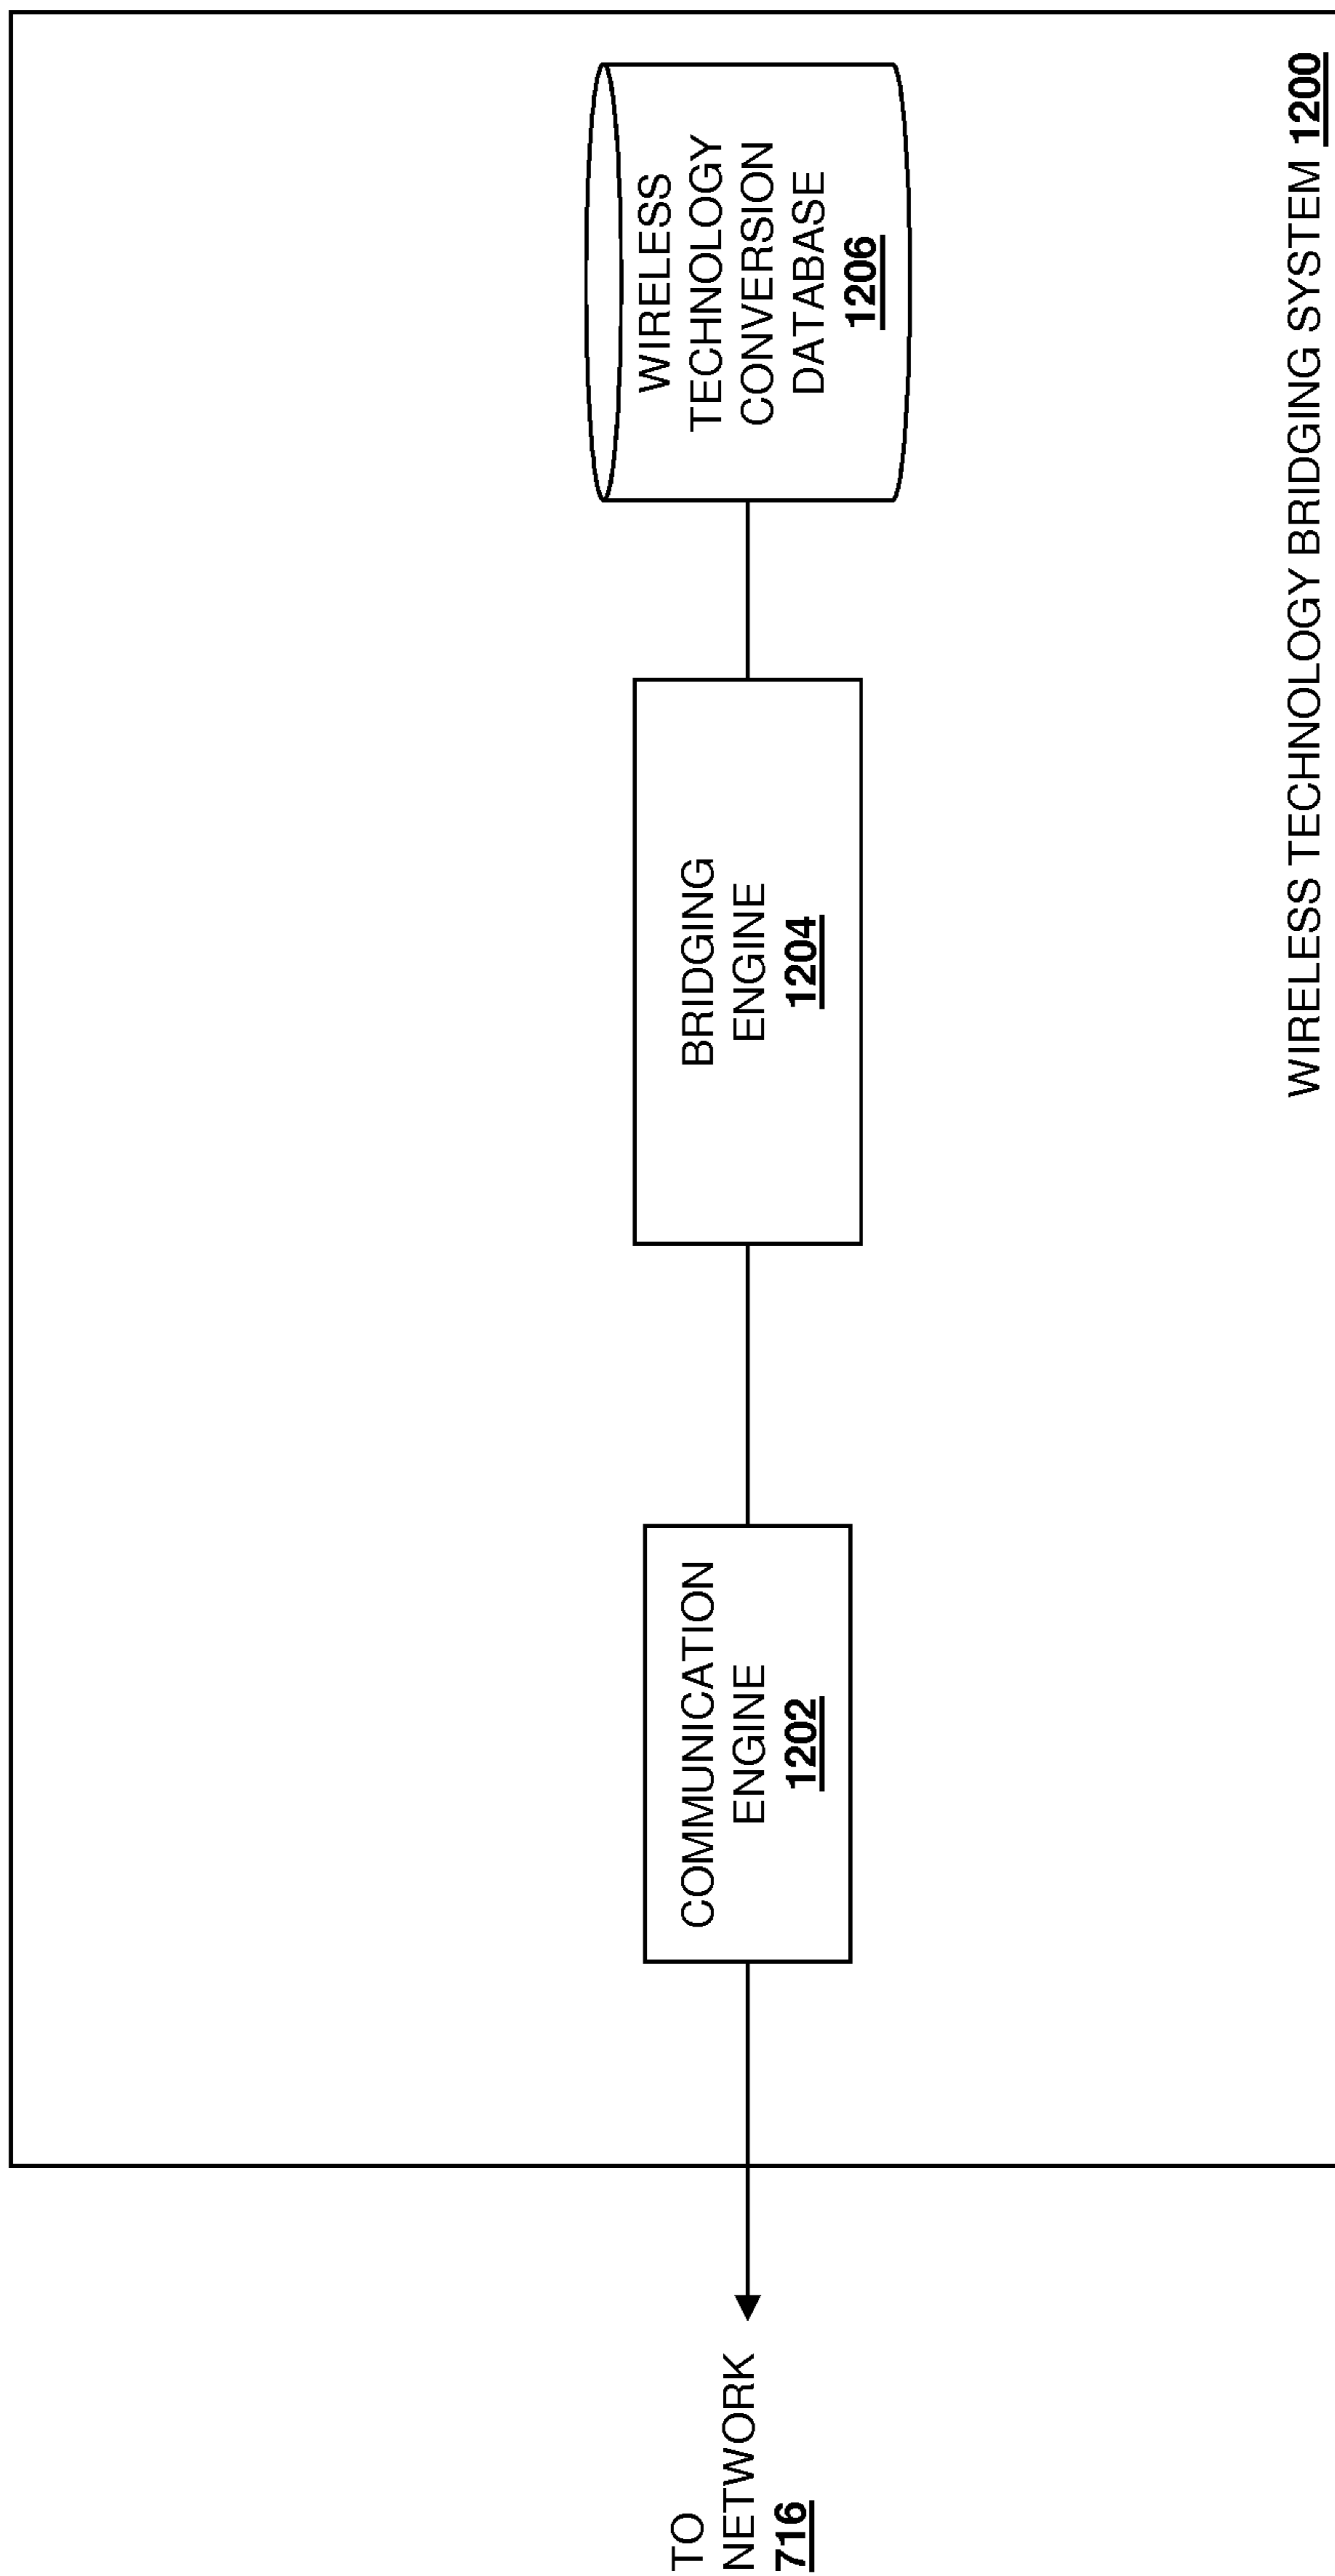 TO
NETWORK
716
COMMUNICATION
ENGINE
1202
BRIDGING
ENGINE
1204
WIRELESS
TECHNOLOGY
CONVERSION
DATABASE
1206
WIRELESS TECHNOLOGY BRIDGING SYSTEM 1200